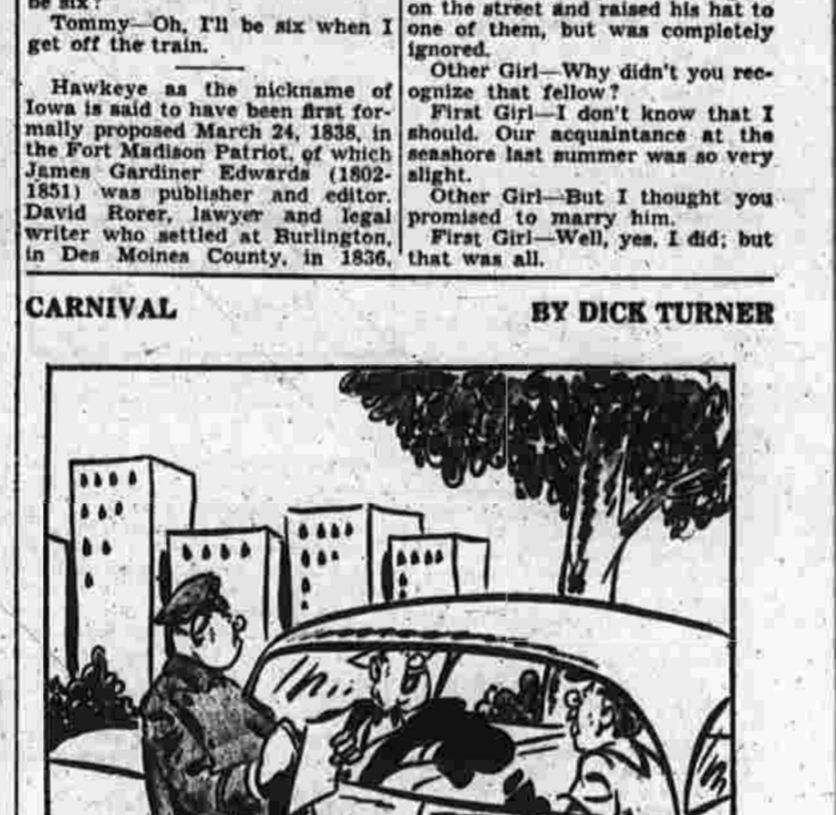 be six?
Tommy—Oh, I'll be six when I
get off the train.
Hawkeye as the nickname of
Iowa is said to have been first for-
mally proposed March 24, 1838, in
the Fort Madison Patriot, of which
James Gardiner Edwards (1802-
1851) was publisher and editor.
David Rorer, lawyer and legal
writer who settled at Burlington,
in Des Moines County, in 1836,
on the street and raised his hat to
one of them, but was completely
ignored.
Other Girl—Why didn't you rec-
ognize that fellow?
First Girl—I don't know that I
should. Our acquaintance at the
seashore last summer was so very
slight.
Other Girl—But I thought you
promised to marry him.
First Girl—Well, yes, I did; but
that was all.
CARNIVAL
BY DICK TURNER